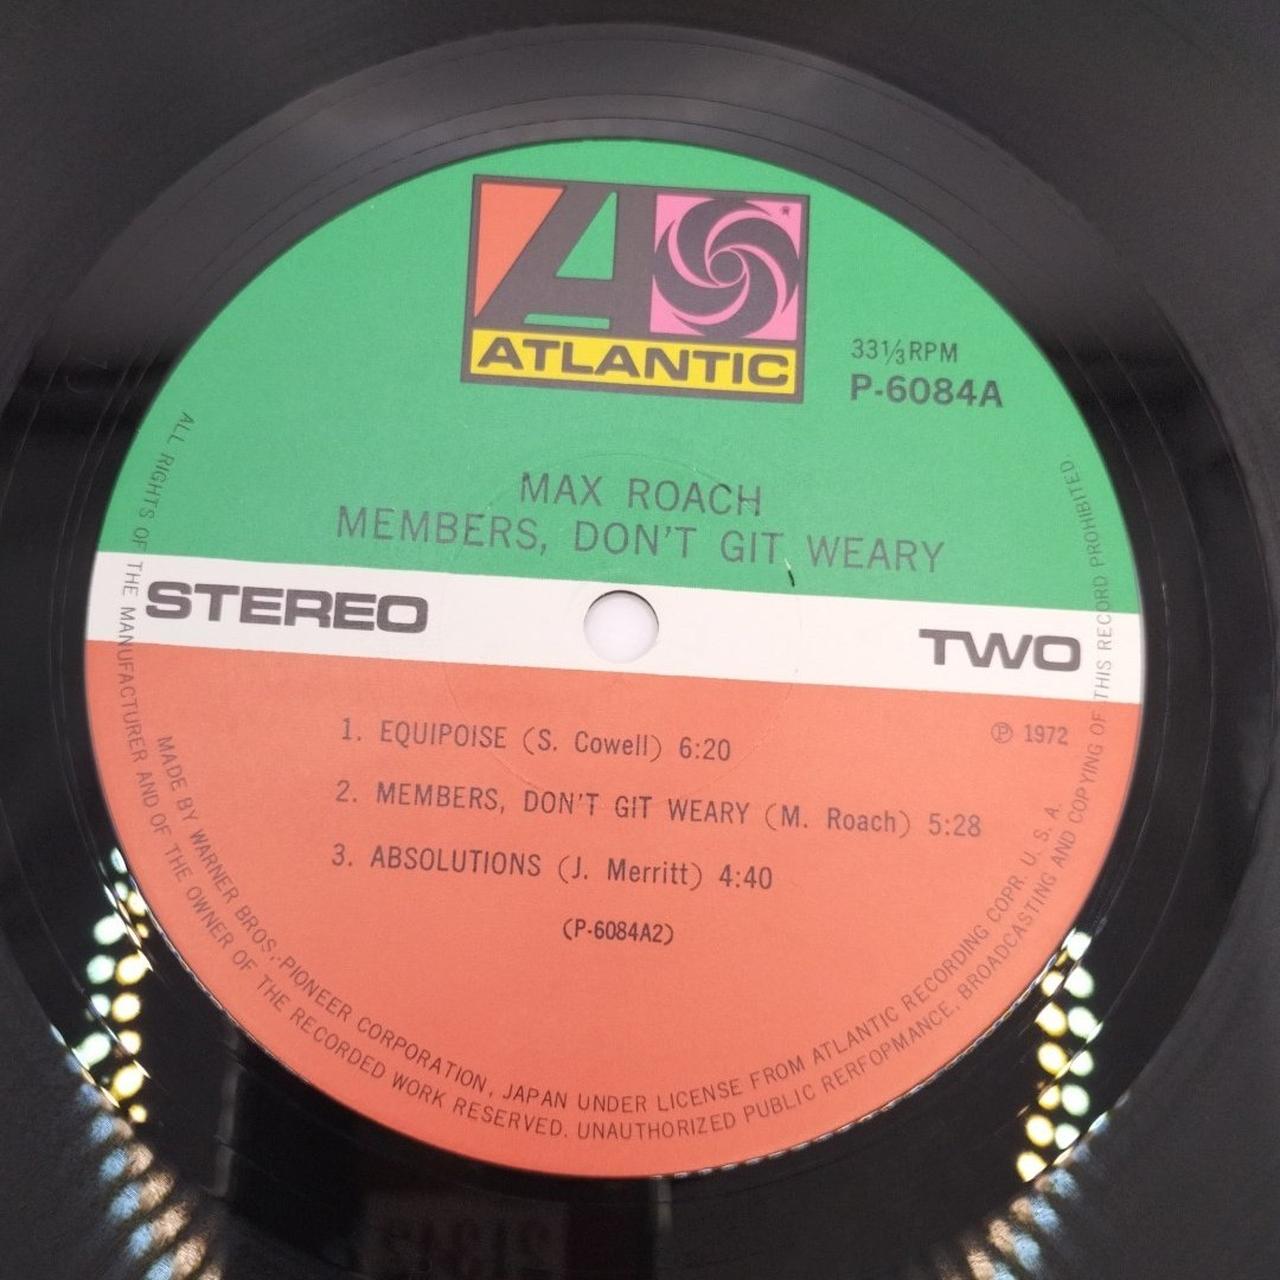 ATLANTIC
33⅓ RPM
P-6084A
MAX ROACH
MEMBERS, DON'T GIT WEARY
STEREO
TWO
℗ 1972
1. EQUIPOISE (S. Cowell) 6:20
2. MEMBERS, DON'T GIT WEARY (M. Roach) 5:28
3. ABSOLUTIONS (J. Merritt) 4:40
(P-6084A2)
MADE BY WARNER BROS.-PIONEER CORPORATION, JAPAN UNDER LICENSE FROM ATLANTIC RECORDING COPR. U. S. A.
ALL RIGHTS OF THE MANUFACTURER AND OF THE OWNER OF THE RECORDED WORK RESERVED. UNAUTHORIZED PUBLIC RERFOPMANCE, BROADCASTING AND COPYING OF THIS RECORD PROHIBITED.